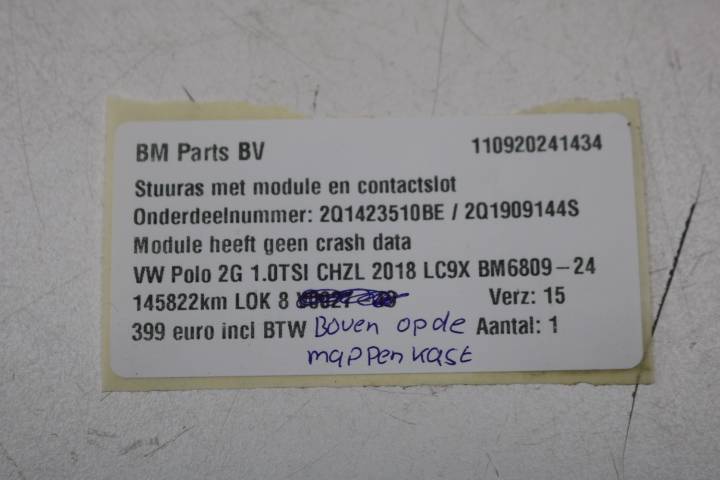 BM Parts BV 110920241434
Stuuras met module en contactslot
Onderdeelnummer: 2Q1423510BE / 2Q1909144S
Module heeft geen crash data
VW Polo 2G 1.0TSI CHZL 2018 LC9X BM6809-24
145822km LOK 8 Verz: 15
399 euro incl BTW Boven op de Aantal: 1
mappen kast